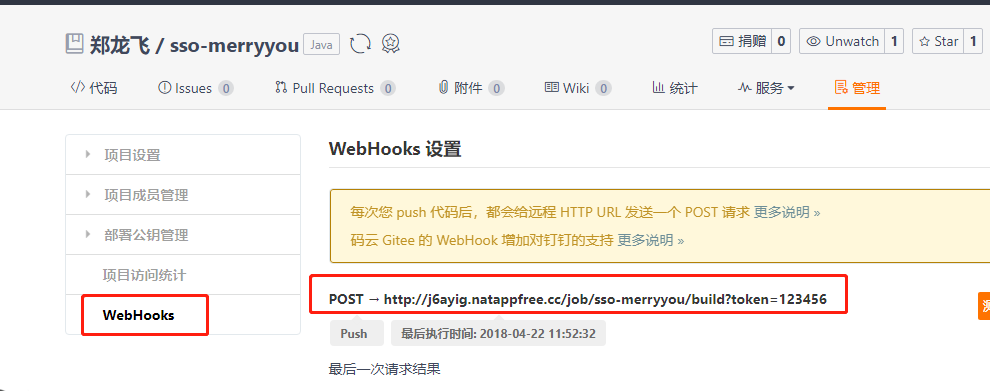 郑龙飞 / sso-merryyou Java 捐赠 0 Unwatch 1 Star 1
代码 Issues 0 Pull Requests 0 附件 0 Wiki 0 统计 服务 管理
项目设置
项目成员管理
部署公钥管理
项目访问统计
WebHooks
WebHooks 设置
每次您 push 代码后，都会给远程 HTTP URL 发送一个 POST 请求 更多说明 »
码云 Gitee 的 WebHook 增加对钉钉的支持 更多说明 »
POST → http://j6ayig.natappfree.cc/job/sso-merryyou/build?token=123456
Push 最后执行时间: 2018-04-22 11:52:32
最后一次请求结果